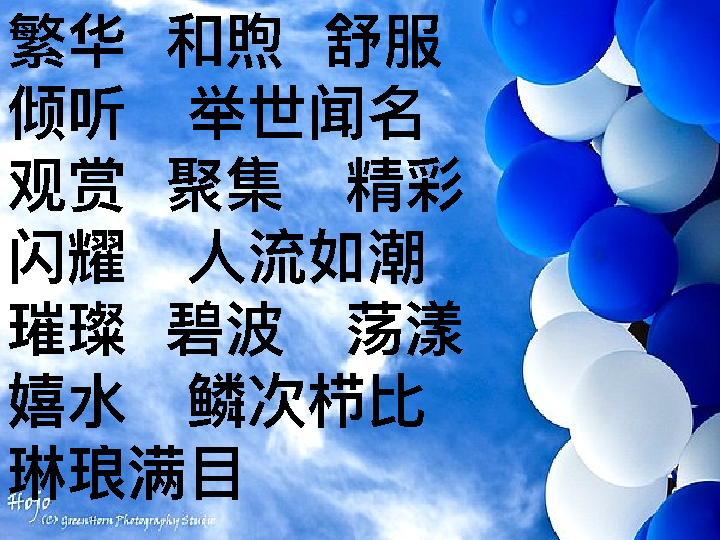 繁华 和煦 舒服
倾听 举世闻名
观赏 聚集 精彩
闪耀 人流如潮
璀璨 碧波 荡漾
嬉水 鳞次栉比
琳琅满目
Hojo
(C) GreenHorn Photography Studio